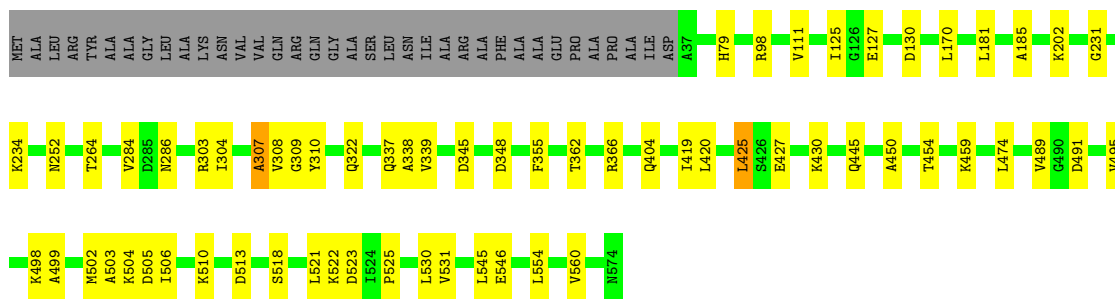 MET ALA LEU ARG TYR ALA ALA GLY LEU LEU ALA LYS ASN VAL VAL GLN ARG GLN GLY ALA SER LEU ASN ILE ALA ARG ALA PHE ALA ALA GLU PRO ALA PRO ALA ILE ASP A37 H79 R98 V111 I125 G126 E127 D130 L170 L181 A185 K202 G231
K234 N252 T264 V284 D285 N286 R303 I304 A307 V308 G309 Y310 Q322 Q337 A338 V339 D345 D348 F355 T362 R366 Q404 I419 L420 L425 S426 E427 K430 Q445 A450 T454 K459 L474 V489 G490 D491 V495
K498 A499 M502 A503 K504 D505 I506 K510 D513 S518 L521 K522 D523 I524 P525 L530 V531 L545 E546 L554 V560 N574